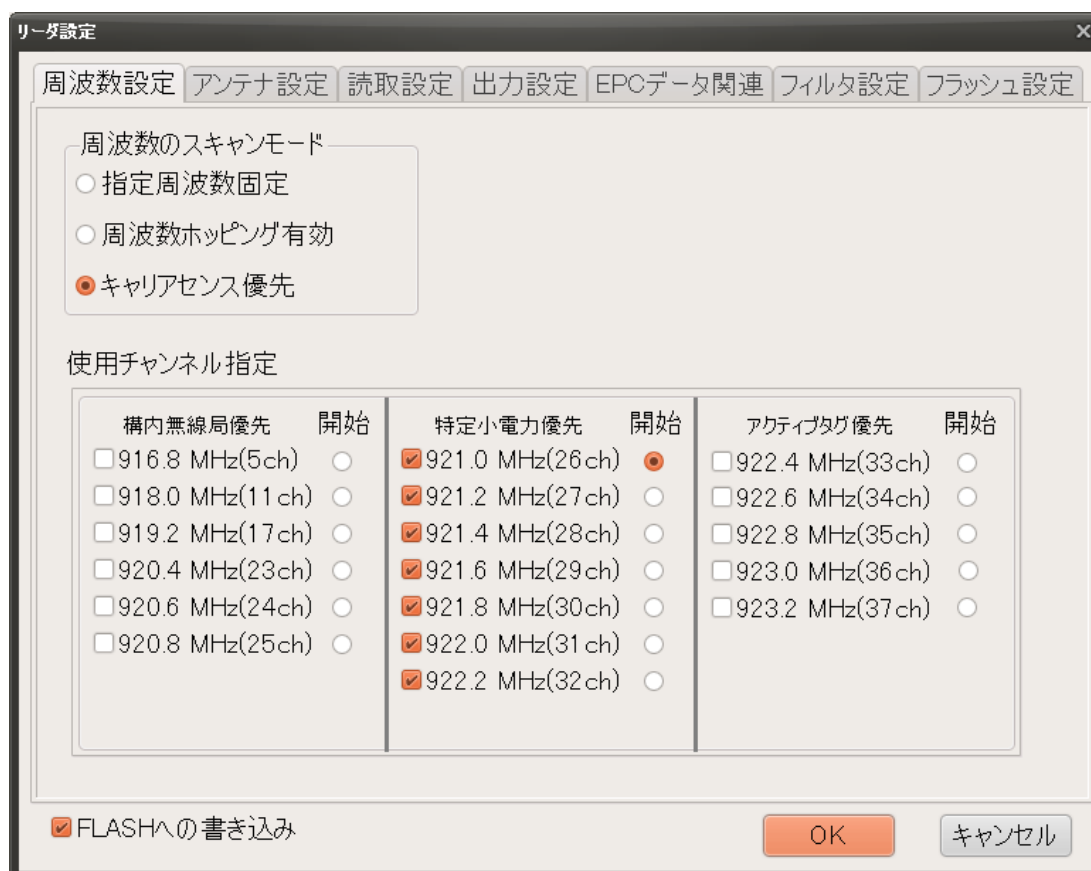 リーダ設定
周波数設定 アンテナ設定 読取設定 出力設定 EPCデータ関連 フィルタ設定 フラッシュ設定
周波数のスキャンモード
指定周波数固定
周波数ホッピング有効
キャリアセンス優先
使用チャンネル指定
構内無線局優先 開始 特定小電力優先 開始 アクティブタグ優先 開始
916.8 MHz(5ch) 921.0 MHz(26ch) 922.4 MHz(33ch)
918.0 MHz(11ch) 921.2 MHz(27ch) 922.6 MHz(34ch)
919.2 MHz(17ch) 921.4 MHz(28ch) 922.8 MHz(35ch)
920.4 MHz(23ch) 921.6 MHz(29ch) 923.0 MHz(36ch)
920.6 MHz(24ch) 921.8 MHz(30ch) 923.2 MHz(37ch)
920.8 MHz(25ch) 922.0 MHz(31ch)
922.2 MHz(32ch)
FLASHへの書き込み OK キャンセル